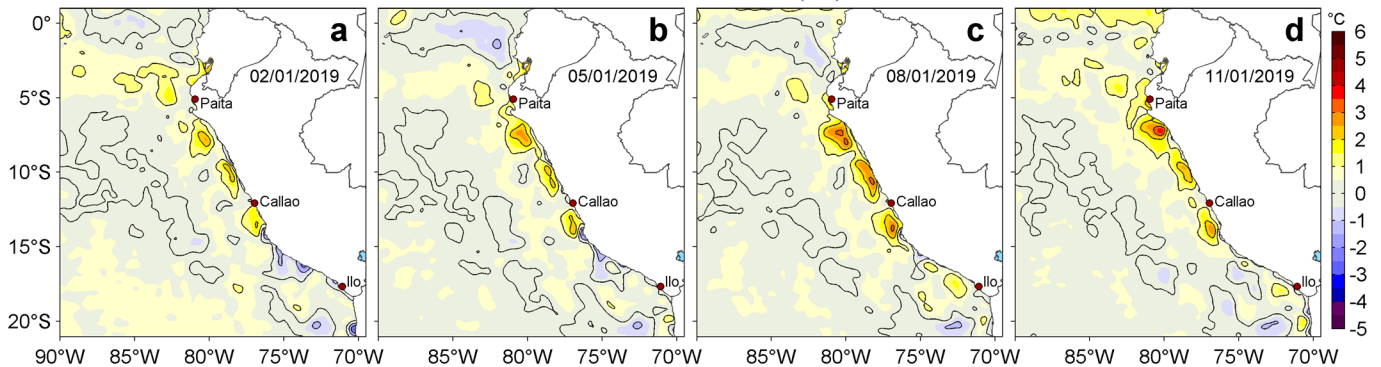 a
b
c
d
°C
02/01/2019
05/01/2019
08/01/2019
11/01/2019
0°
5°S
10°S
15°S
20°S
Paita
Callao
Ilo
Paita
Callao
Ilo
Paita
Callao
Ilo
Paita
Callao
Ilo
90°W 85°W 80°W 75°W 70°W
85°W 80°W 75°W 70°W
85°W 80°W 75°W 70°W
85°W 80°W 75°W 70°W
6
5
4
3
2
1
0
-1
-2
-3
-4
-5